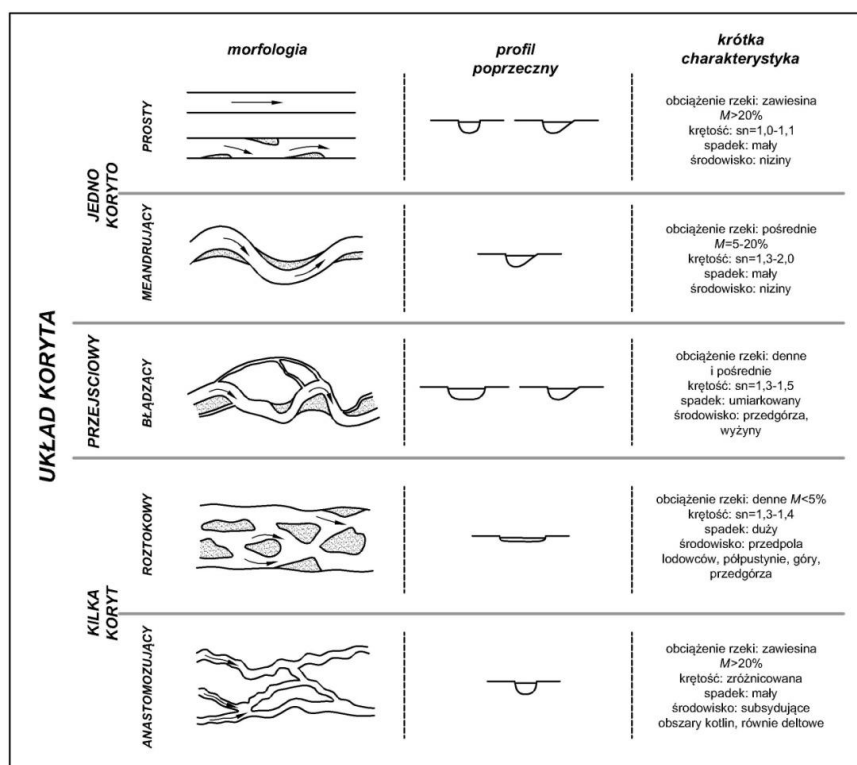 morfologia
profil
poprzeczny
krótka
charakterystyka
UKŁAD KORYTA
JEDNO
KORYTO
PROSTY
obciążenie rzeki: zawiesina
M>20%
krętość: sn=1,0-1,1
spadek: mały
środowisko: niziny
MEANDRUJĄCY
obciążenie rzeki: pośrednie
M=5-20%
krętość: sn=1,3-2,0
spadek: mały
środowisko: niziny
PRZEJŚCIOWY
BŁĄDZĄCY
obciążenie rzeki: denne
i pośrednie
krętość: sn=1,3-1,5
spadek: umiarkowany
środowisko: przedgórza,
wyżyny
KILKA
KORYT
ROZTOKOWY
obciążenie rzeki: denne M<5%
krętość: sn=1,3-1,4
spadek: duży
środowisko: przedpola
lodowców, półpustynie, góry,
przedgórza
ANASTOMOZUJĄCY
obciążenie rzeki: zawiesina
M>20%
krętość: zróżnicowana
spadek: mały
środowisko: subsydujące
obszary kotlin, równie deltowe